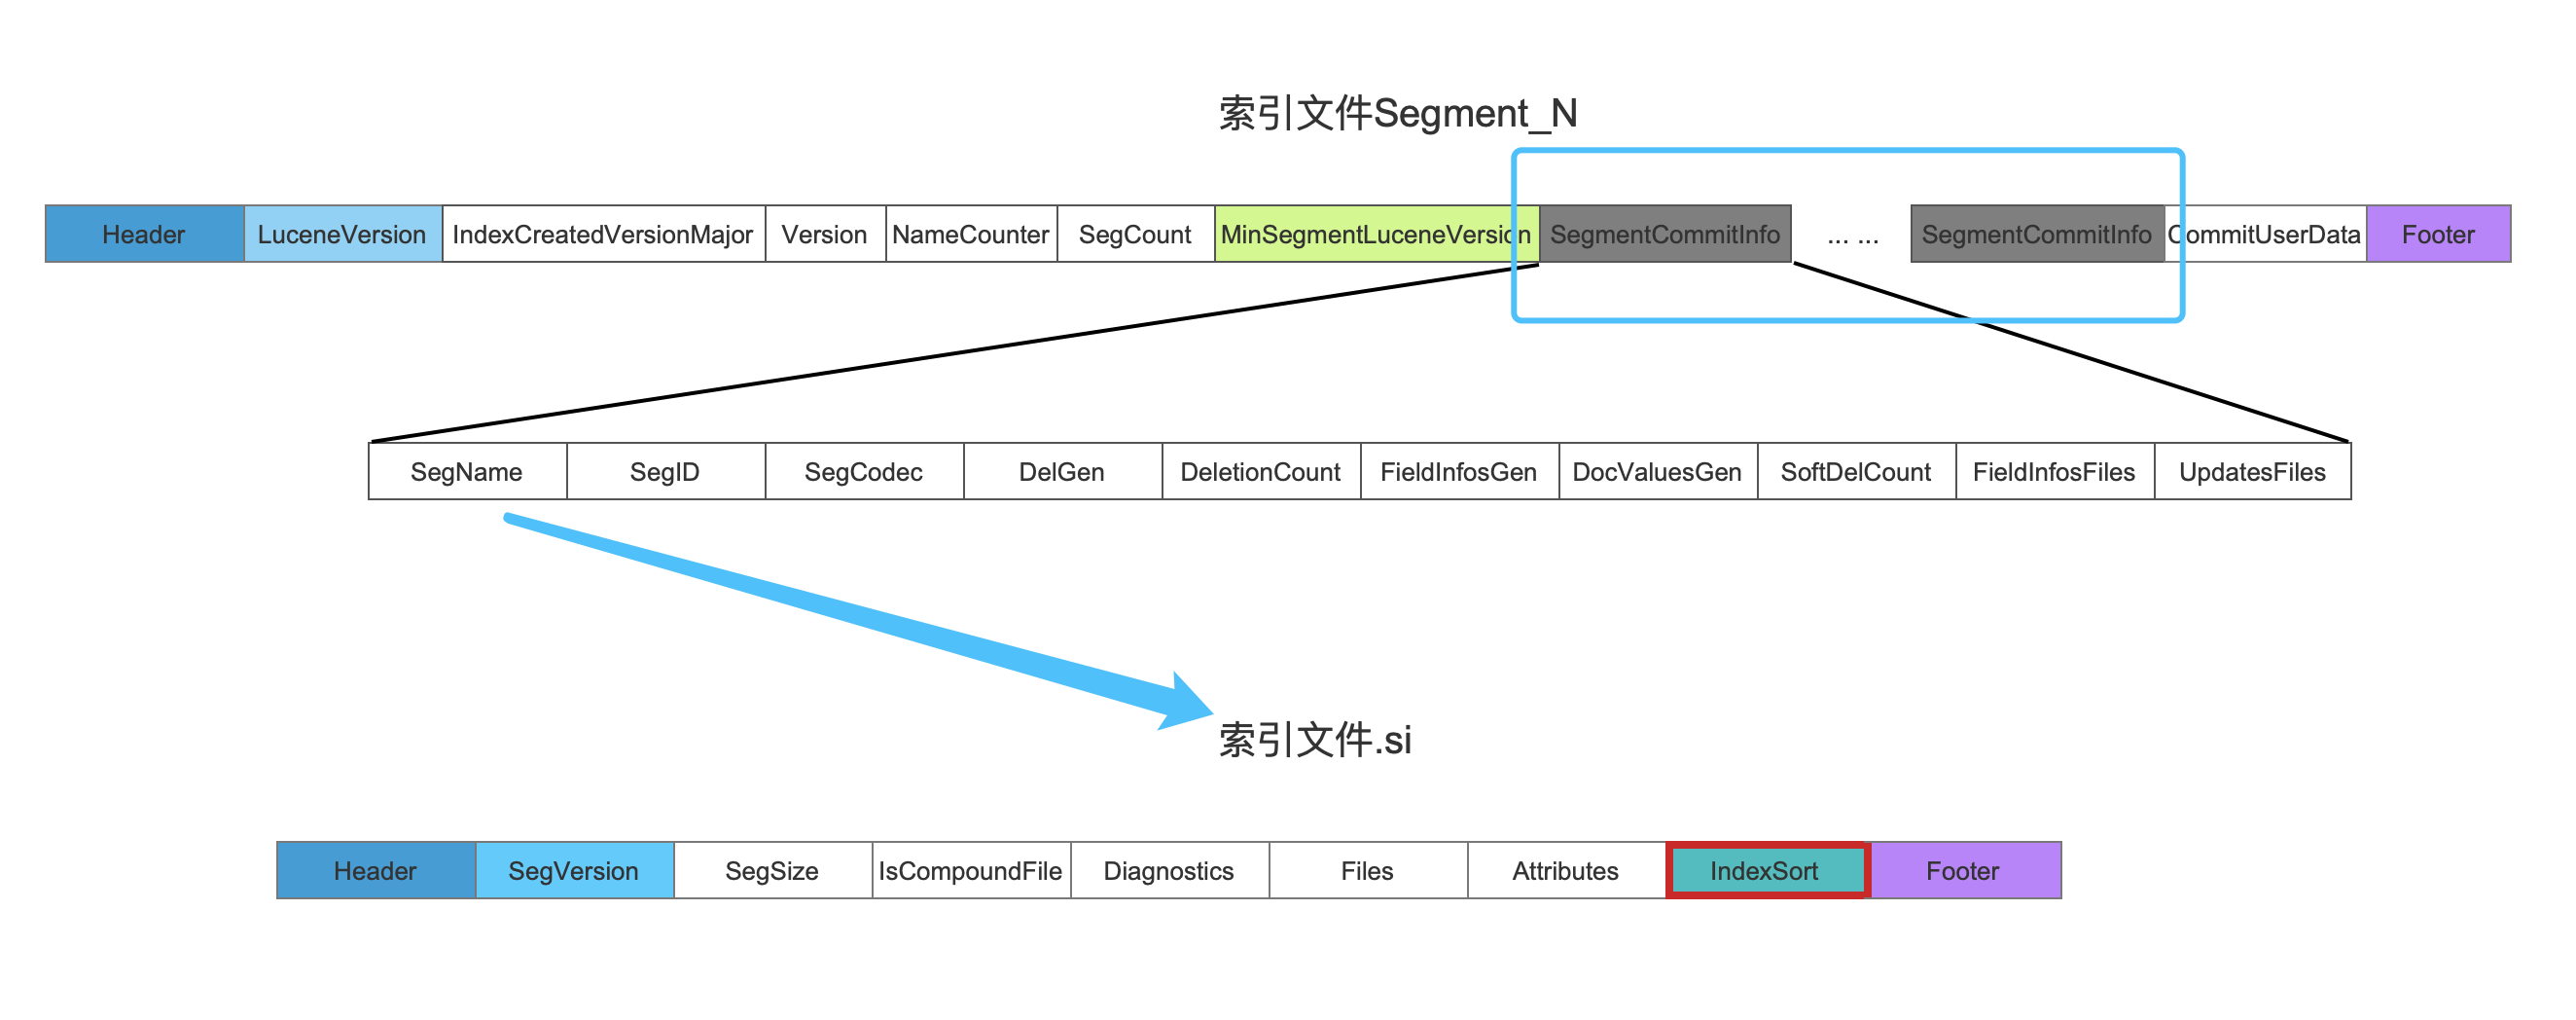 索引文件Segment_N
Header LuceneVersion IndexCreatedVersionMajor Version NameCounter SegCount MinSegmentLuceneVersion SegmentCommitInfo ... ... SegmentCommitInfo CommitUserData Footer
SegName SegID SegCodec DelGen DeletionCount FieldInfosGen DocValuesGen SoftDelCount FieldInfosFiles UpdatesFiles
索引文件.si
Header SegVersion SegSize IsCompoundFile Diagnostics Files Attributes IndexSort Footer